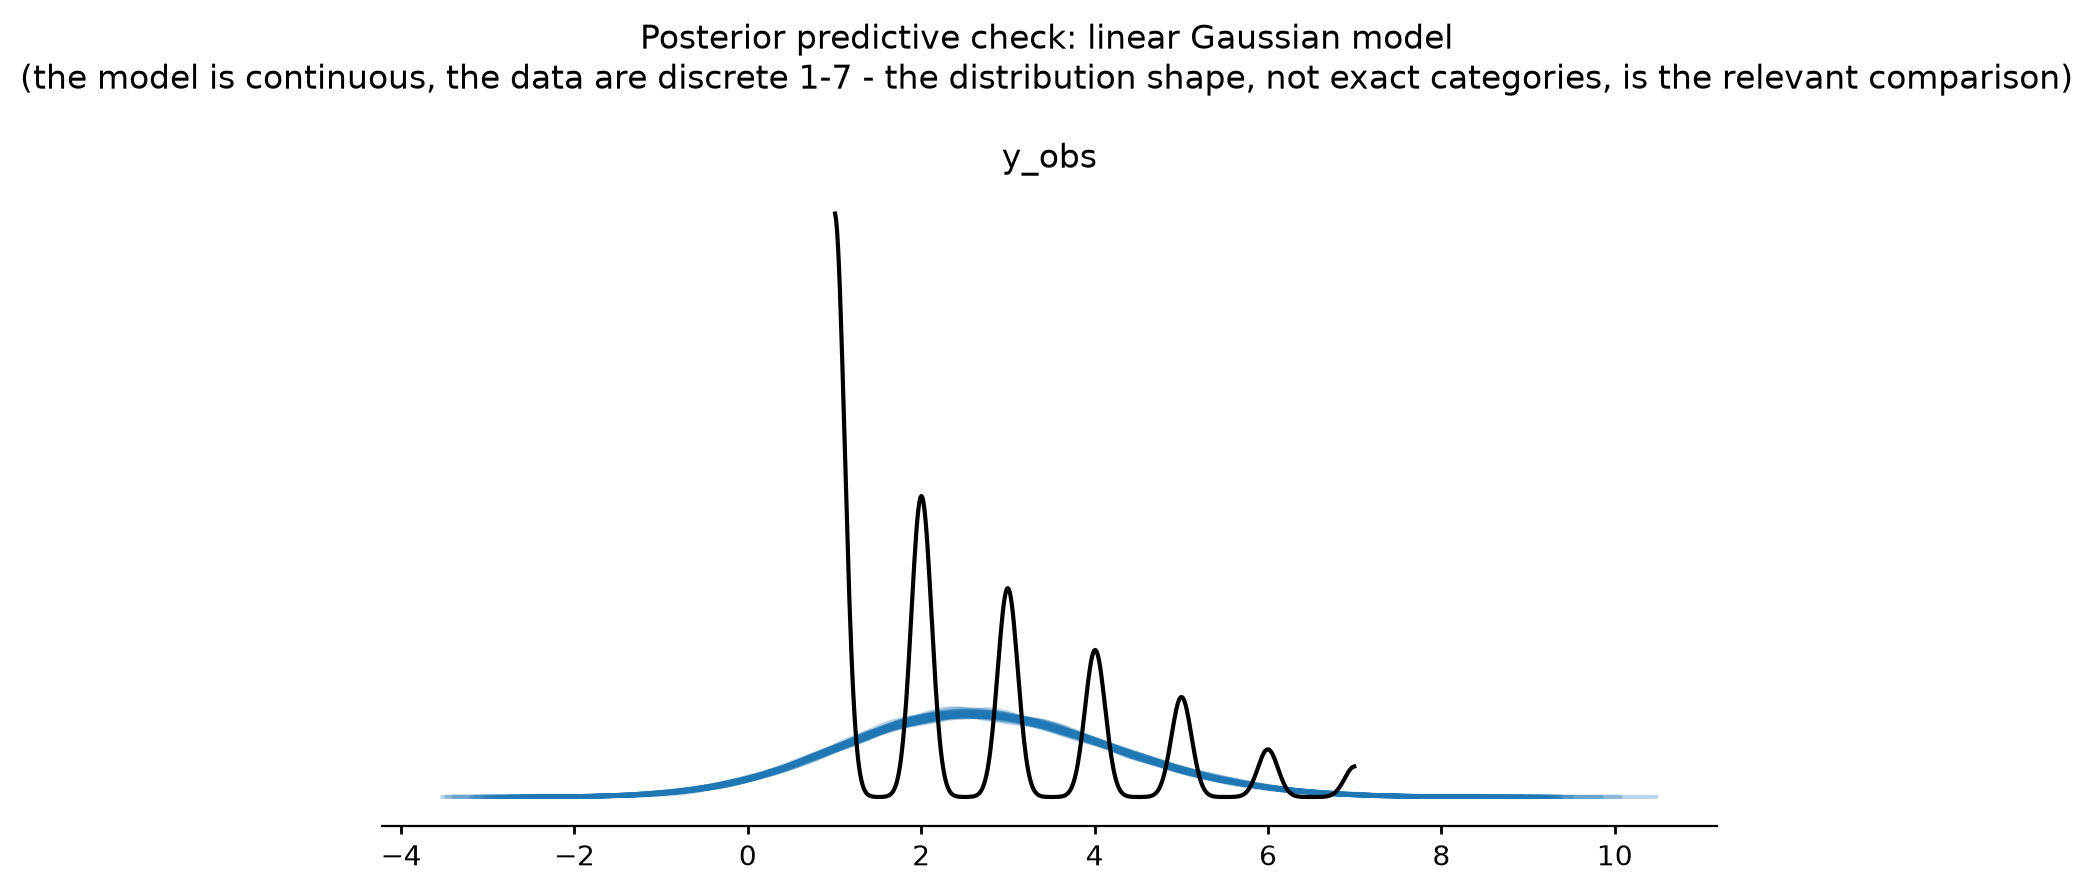 Posterior predictive check: linear Gaussian model
(the model is continuous, the data are discrete 1-7 - the distribution shape, not exact categories, is the relevant comparison)
y_obs
−4 −2 0 2 4 6 8 10